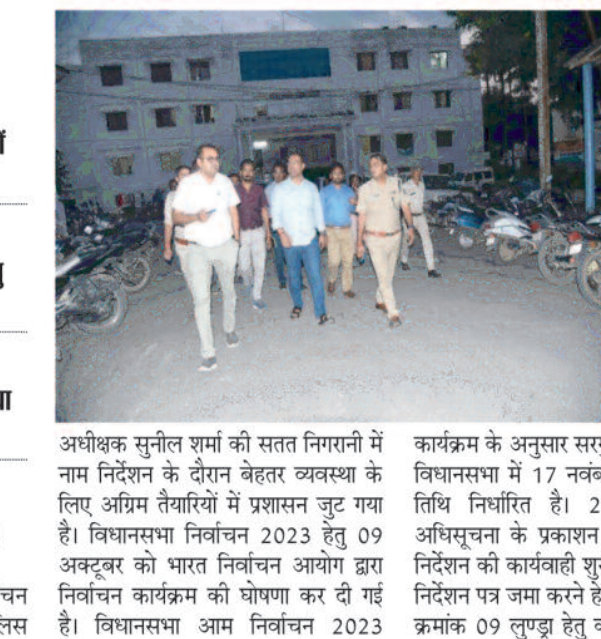 अधीक्षक सुनील शर्मा की सतत निगरानी में
नाम निर्देशन के दौरान बेहतर व्यवस्था के
लिए अग्रिम तैयारियों में प्रशासन जुट गया
है। विधानसभा निर्वाचन 2023 हेतु 09
अक्टूबर को भारत निर्वाचन आयोग द्वारा
निर्वाचन कार्यक्रम की घोषणा कर दी गई
है। विधानसभा आम निर्वाचन 2023
कार्यक्रम के अनुसार
विधानसभा में 17
तिथि निर्धारित है।
अधिसूचना के प्रकाशन
निर्देशन की कार्यवाही
निर्देशन पत्र जमा करने
क्रमांक 09 लुण्ड्रा हेतु